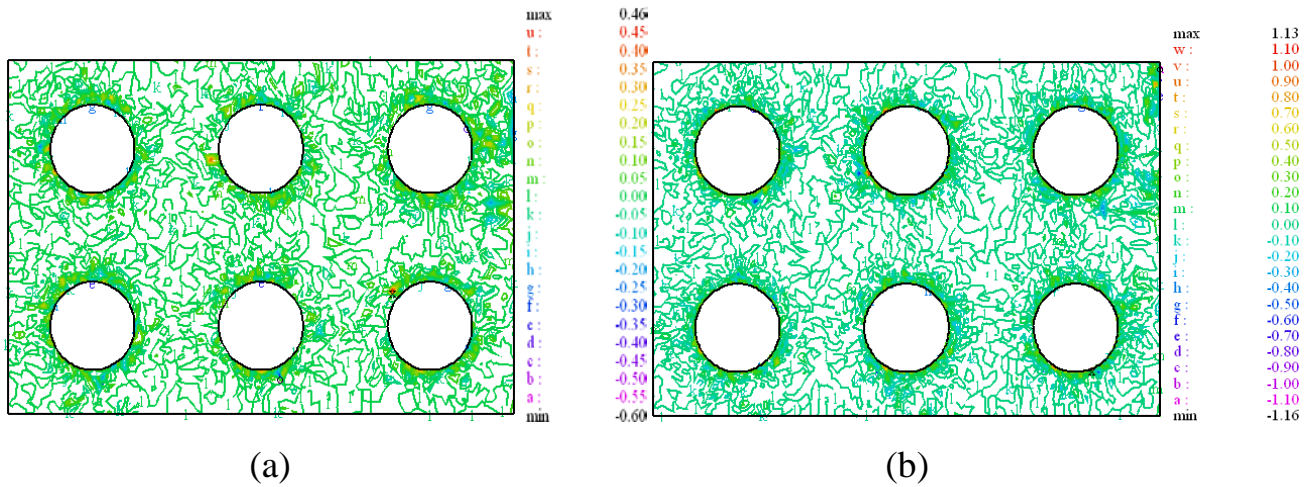 max 0.46
u : 0.45
t : 0.40
s : 0.35
r : 0.30
q : 0.25
p : 0.20
o : 0.15
n : 0.10
m : 0.05
l : 0.00
k : -0.05
j : -0.10
i : -0.15
h : -0.20
g : -0.25
f : -0.30
e : -0.35
d : -0.40
c : -0.45
b : -0.50
a : -0.55
min -0.60
(a)
max 1.13
w : 1.10
v : 1.00
u : 0.90
t : 0.80
s : 0.70
r : 0.60
q : 0.50
p : 0.40
o : 0.30
n : 0.20
m : 0.10
l : 0.00
k : -0.10
j : -0.20
i : -0.30
h : -0.40
g : -0.50
f : -0.60
e : -0.70
d : -0.80
c : -0.90
b : -1.00
a : -1.10
min -1.16
(b)